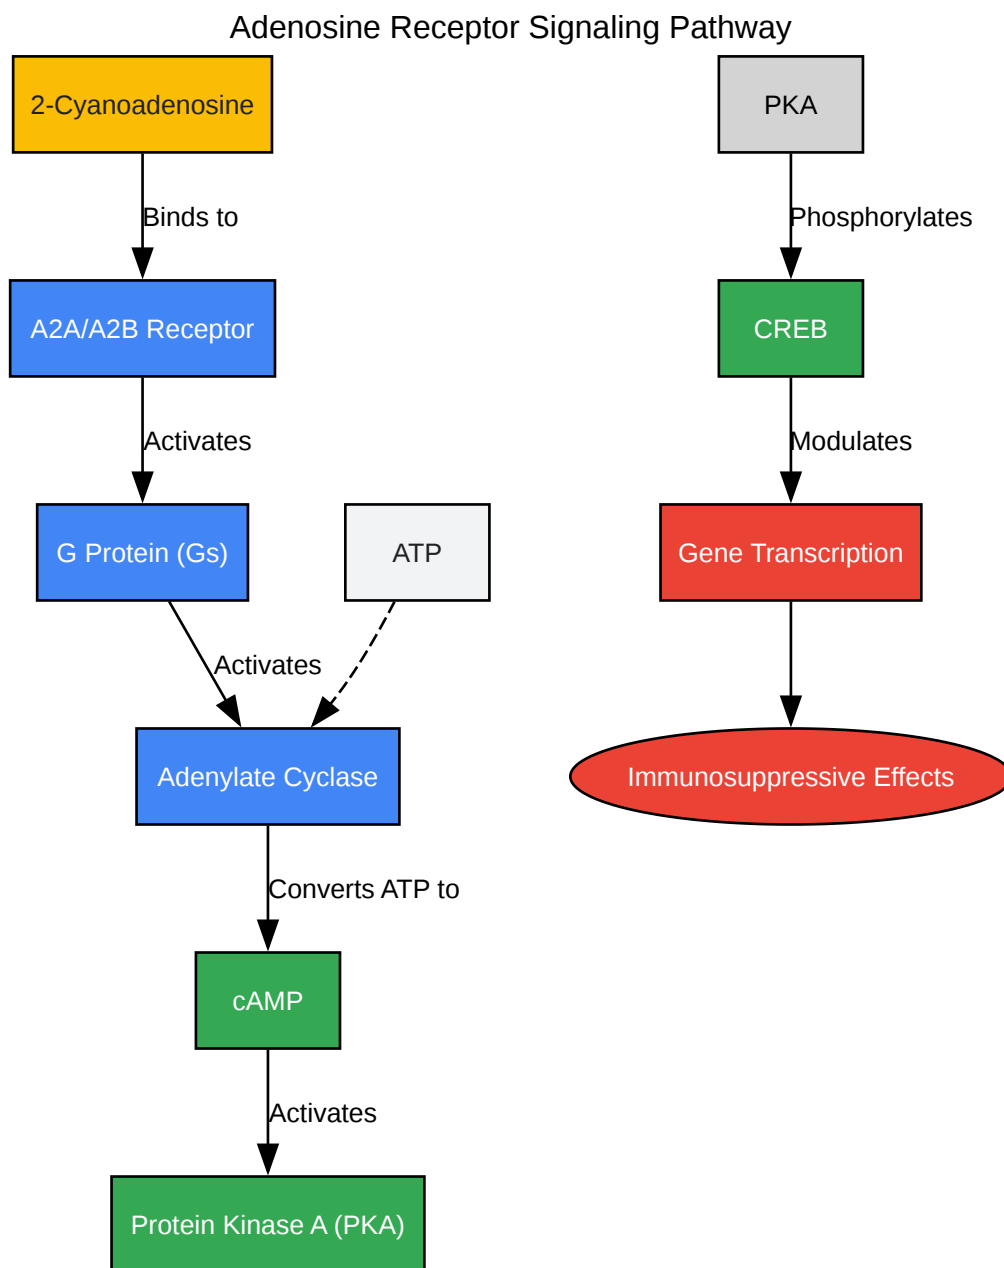 Adenosine Receptor Signaling Pathway
2-Cyanoadenosine
Binds to
A2A/A2B Receptor
Activates
G Protein (Gs)
ATP
Activates
Adenylate Cyclase
Converts ATP to
cAMP
Activates
Protein Kinase A (PKA)
PKA
Phosphorylates
CREB
Modulates
Gene Transcription
Immunosuppressive Effects